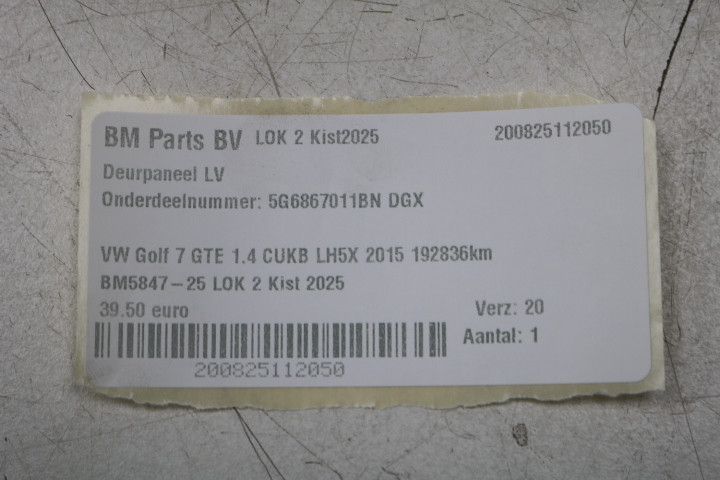 BM Parts BV LOK 2 Kist2025 200825112050
Deurpaneel LV
Onderdeelnummer: 5G6867011BN DGX
VW Golf 7 GTE 1.4 CUKB LH5X 2015 192836km
BM5847-25 LOK 2 Kist 2025
39.50 euro Verz: 20
Aantal: 1
200825112050